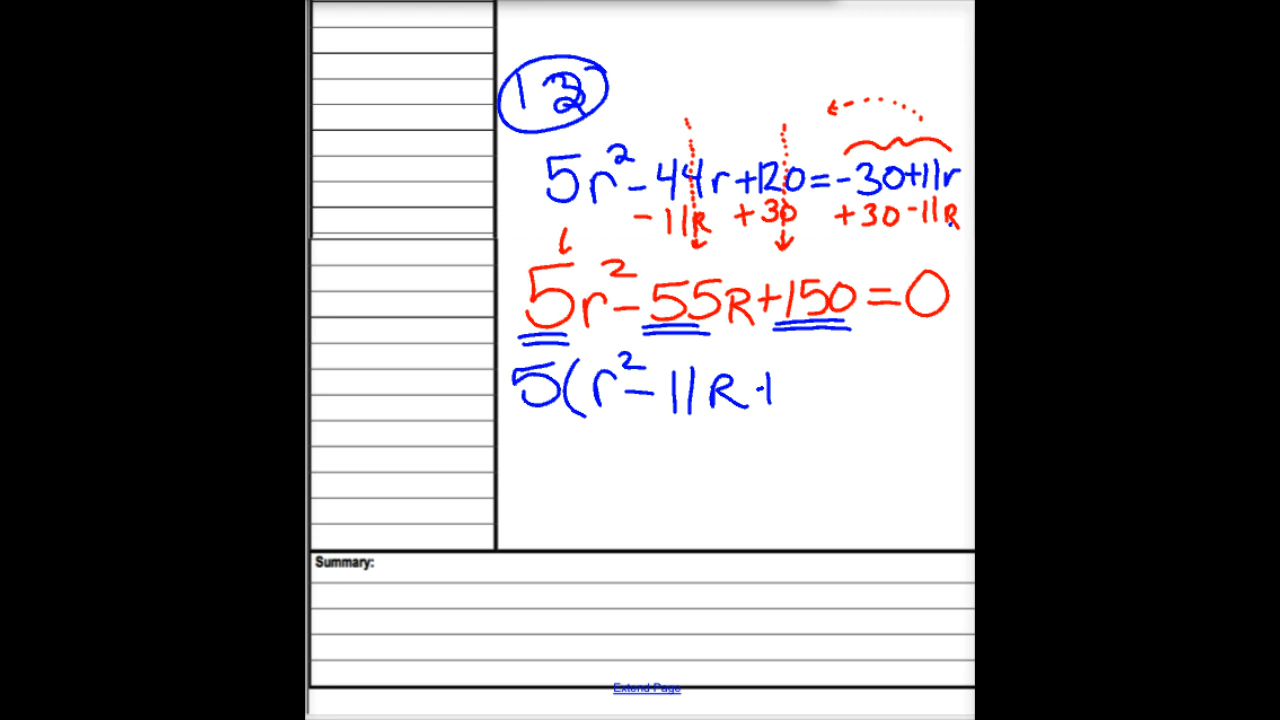 13
5r² - 44r + 120 = -30 + 11r
- 11R + 30 + 30 - 11R
5r² - 55R + 150 = 0
5(r² - 11R +
Summary:
Extend Page